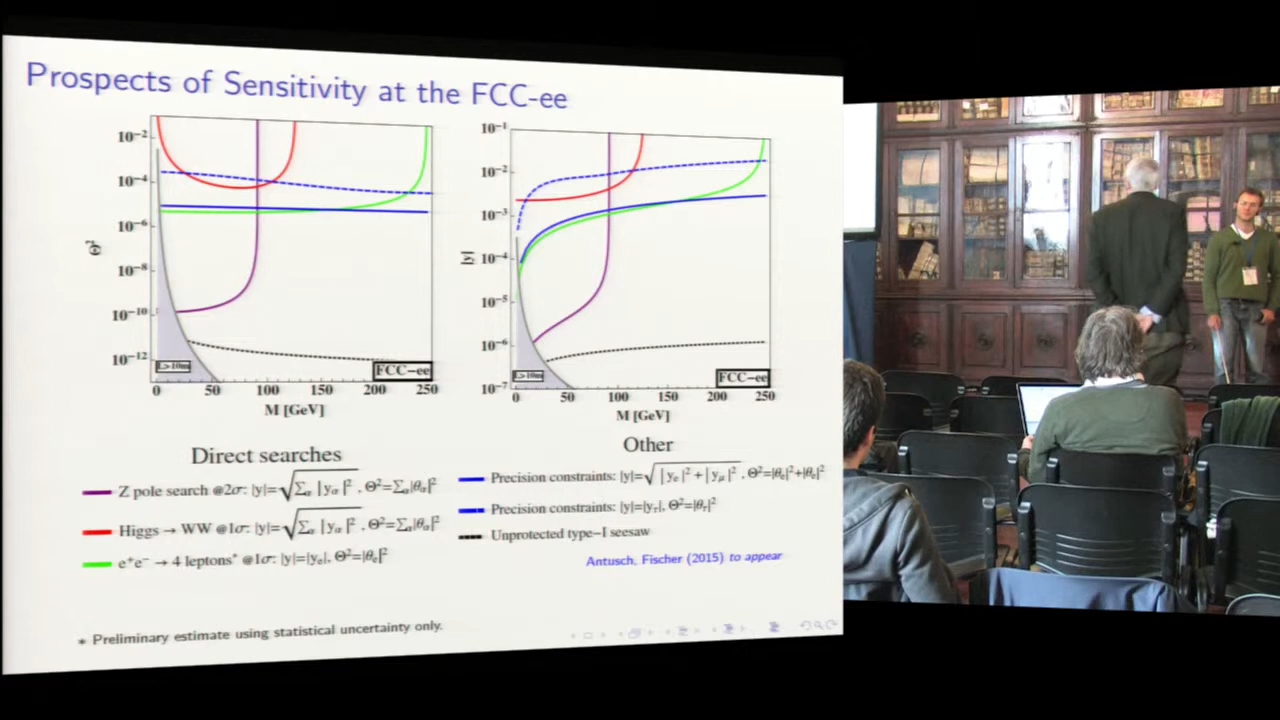 Prospects of Sensitivity at the FCC-ee
10⁻²
10⁻⁴
10⁻⁶
10⁻⁸
10⁻¹⁰
10⁻¹²
Θ²
L>10m
FCC-ee
0 50 100 150 200 250
M [GeV]
10⁻¹
10⁻²
10⁻³
10⁻⁴
10⁻⁵
10⁻⁶
10⁻⁷
|y|
L>10m
FCC-ee
0 50 100 150 200 250
M [GeV]
Direct searches
Z pole search @2σ: |y|=√Σα |yα|², Θ²=Σα|θα|²
Higgs → WW @1σ: |y|=√Σα |yα|², Θ²=Σα|θα|²
e⁺e⁻ → 4 leptons* @1σ: |y|=|yₑ|, Θ²=|θₑ|²
Other
Precision constraints: |y|=√|yₑ|²+|yμ|², Θ²=|θₑ|²+|θₑ|²
Precision constraints: |y|=|yτ|, Θ²=|θτ|²
Unprotected type-I seesaw
Antusch, Fischer (2015) to appear
* Preliminary estimate using statistical uncertainty only.